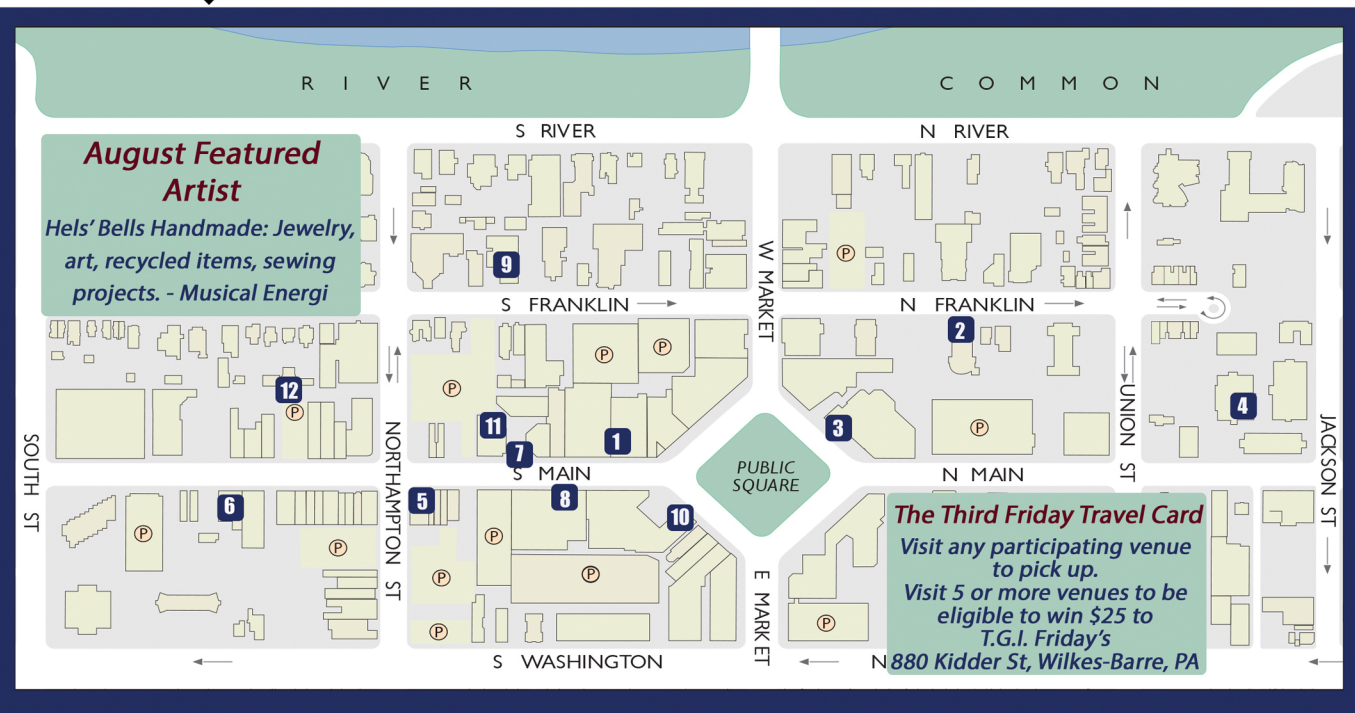 RIVER
COMMON
S RIVER
N RIVER
August Featured
Artist
Hels' Bells Handmade: Jewelry,
art, recycled items, sewing
projects. - Musical Energi
9
P
W MARKET
S FRANKLIN
N FRANKLIN
2
P
P
P
12
P
11
7
1
3
P
4
SOUTH ST
NORTHAMPTON ST
UNION ST
JACKSON ST
PUBLIC
SQUARE
S MAIN
N MAIN
6
5
8
10
P
P
P
P
P
P
P
E MARKET
The Third Friday Travel Card
Visit any participating venue
to pick up.
Visit 5 or more venues to be
eligible to win $25 to
T.G.I. Friday's
880 Kidder St, Wilkes-Barre, PA
S WASHINGTON
N